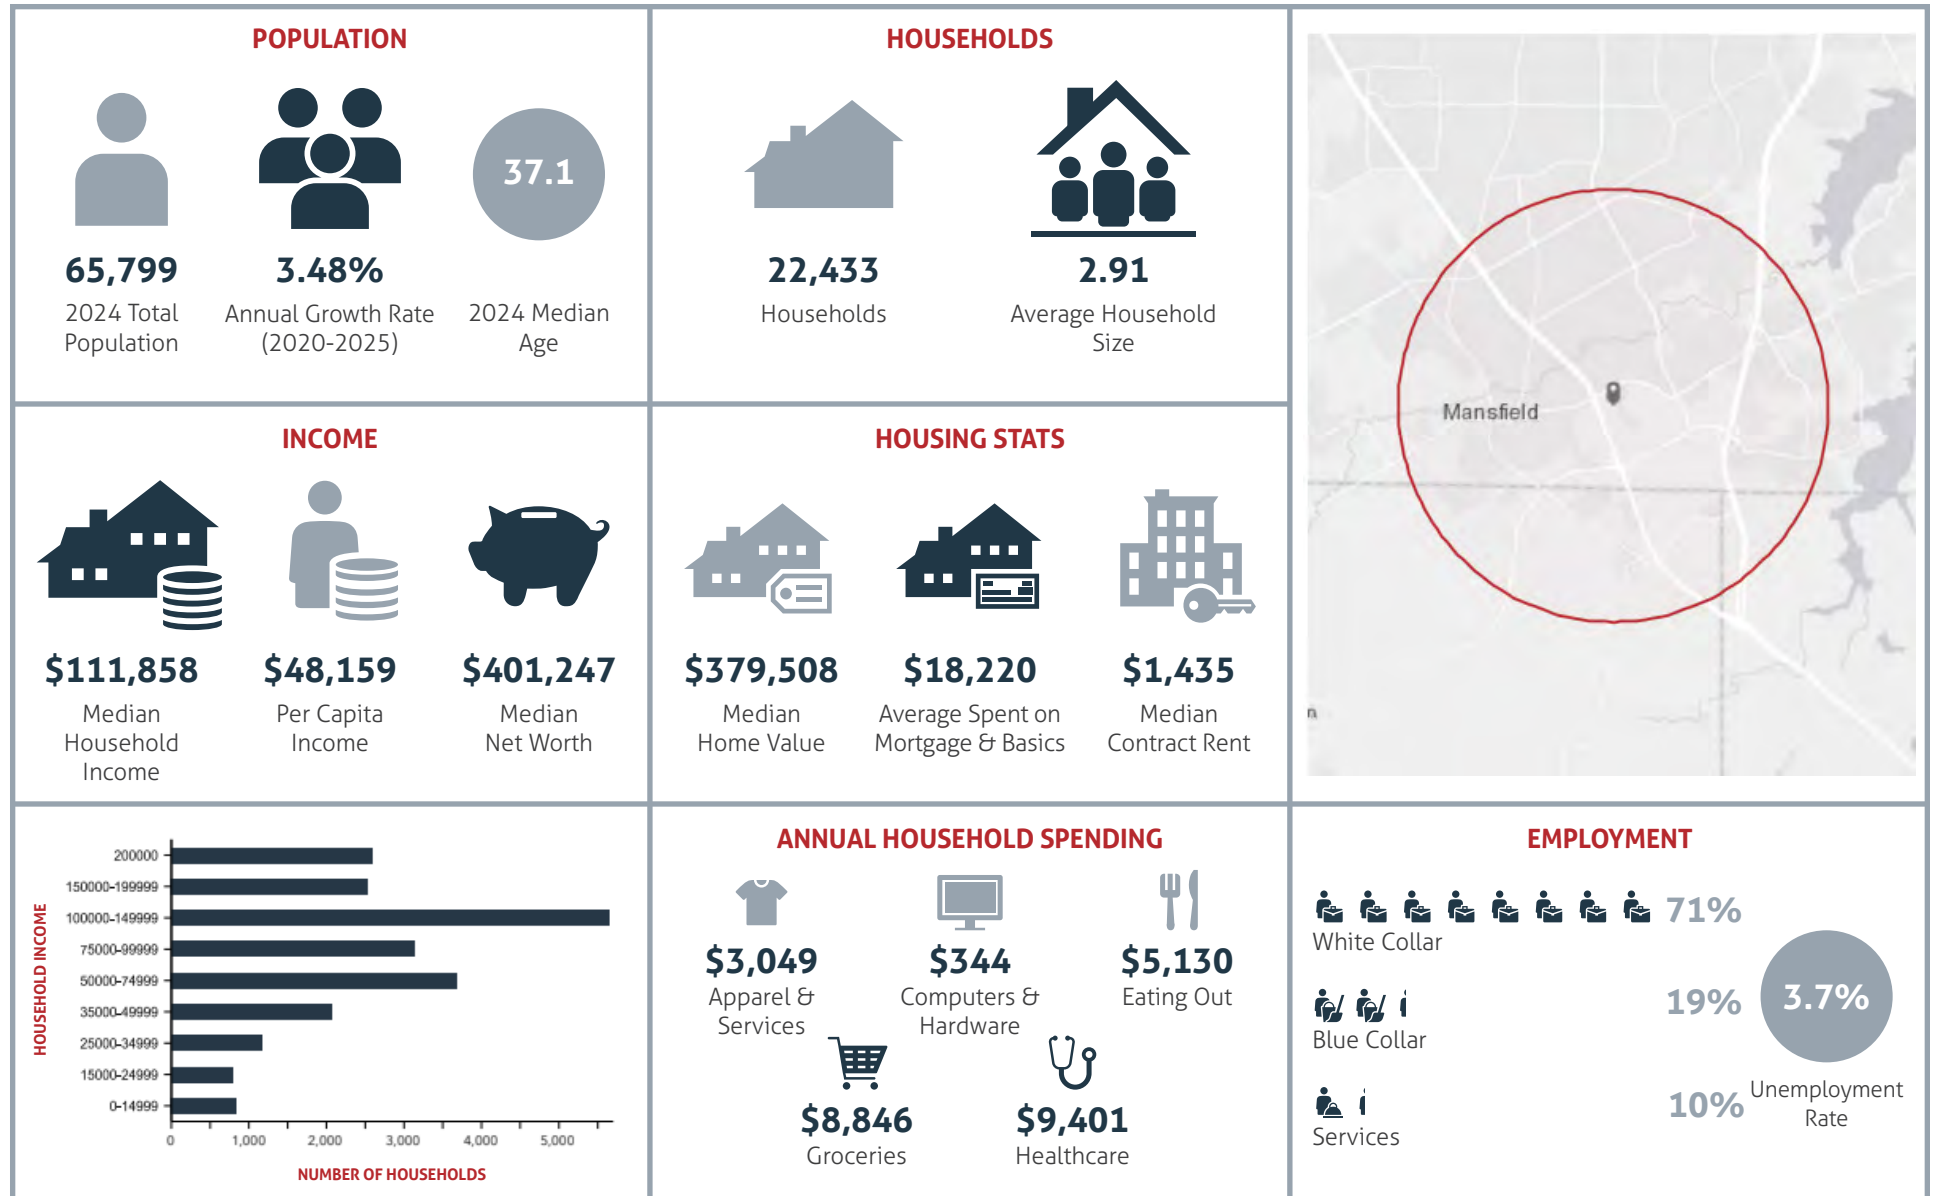 POPULATION
37.1
65,799
2024 Total
Population
3.48%
Annual Growth Rate
(2020-2025)
2024 Median
Age
HOUSEHOLDS
22,433
Households
2.91
Average Household
Size
Mansfield
n
INCOME
$111,858
Median
Household
Income
$48,159
Per Capita
Income
$401,247
Median
Net Worth
HOUSING STATS
$379,508
Median
Home Value
$18,220
Average Spent on
Mortgage & Basics
$1,435
Median
Contract Rent
HOUSEHOLD INCOME
200000
150000-199999
100000-149999
75000-99999
50000-74999
35000-49999
25000-34999
15000-24999
0-14999
0 1,000 2,000 3,000 4,000 5,000
NUMBER OF HOUSEHOLDS
ANNUAL HOUSEHOLD SPENDING
$3,049
Apparel &
Services
$344
Computers &
Hardware
$5,130
Eating Out
$8,846
Groceries
$9,401
Healthcare
EMPLOYMENT
71%
White Collar
19%
Blue Collar
10%
Services
3.7%
Unemployment
Rate